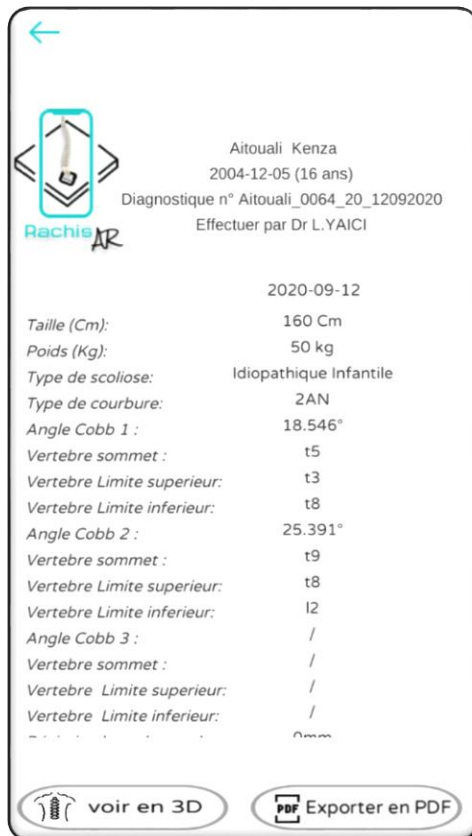 Aitouali Kenza
2004-12-05 (16 ans)
Diagnostique n° Aitouali_0064_20_12092020
Effectuer par Dr L.YAICI
Rachis AR
2020-09-12
Taille (Cm): 160 Cm
Poids (Kg): 50 kg
Type de scoliose: Idiopathique Infantile
Type de courbure: 2AN
Angle Cobb 1 : 18.546°
Vertebre sommet : t5
Vertebre Limite superieur: t3
Vertebre Limite inferieur: t8
Angle Cobb 2 : 25.391°
Vertebre sommet : t9
Vertebre Limite superieur: t8
Vertebre Limite inferieur: l2
Angle Cobb 3 : /
Vertebre sommet : /
Vertebre Limite superieur: /
Vertebre Limite inferieur: /
0mm
voir en 3D
PDF Exporter en PDF